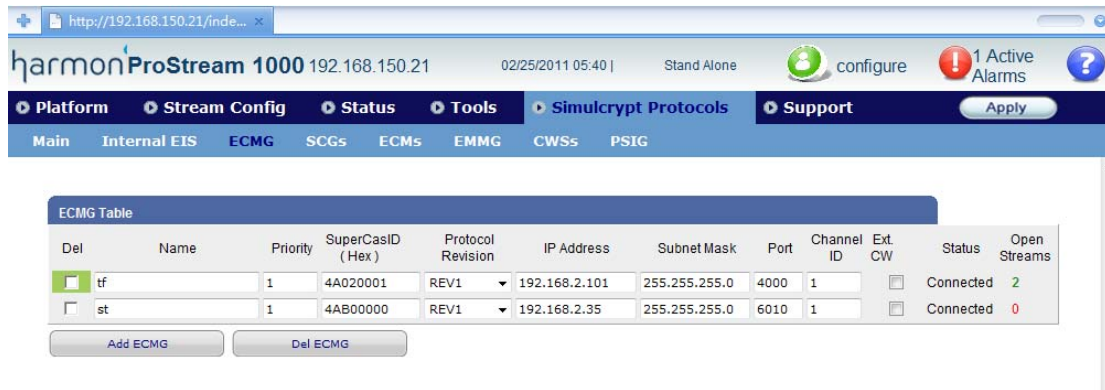 http://192.168.150.21/inde... ×
harmonic ProStream 1000 192.168.150.21 02/25/2011 05:40 | Stand Alone configure 1 Active Alarms
Platform Stream Config Status Tools Simulcrypt Protocols Support Apply
Main Internal EIS ECMG SCGs ECMs EMMG CWSs PSIG
ECMG Table
Del Name Priority SuperCasID (Hex) Protocol Revision IP Address Subnet Mask Port Channel ID Ext. CW Status Open Streams
tf 1 4A020001 REV1 192.168.2.101 255.255.255.0 4000 1 Connected 2
st 1 4AB00000 REV1 192.168.2.35 255.255.255.0 6010 1 Connected 0
Add ECMG Del ECMG